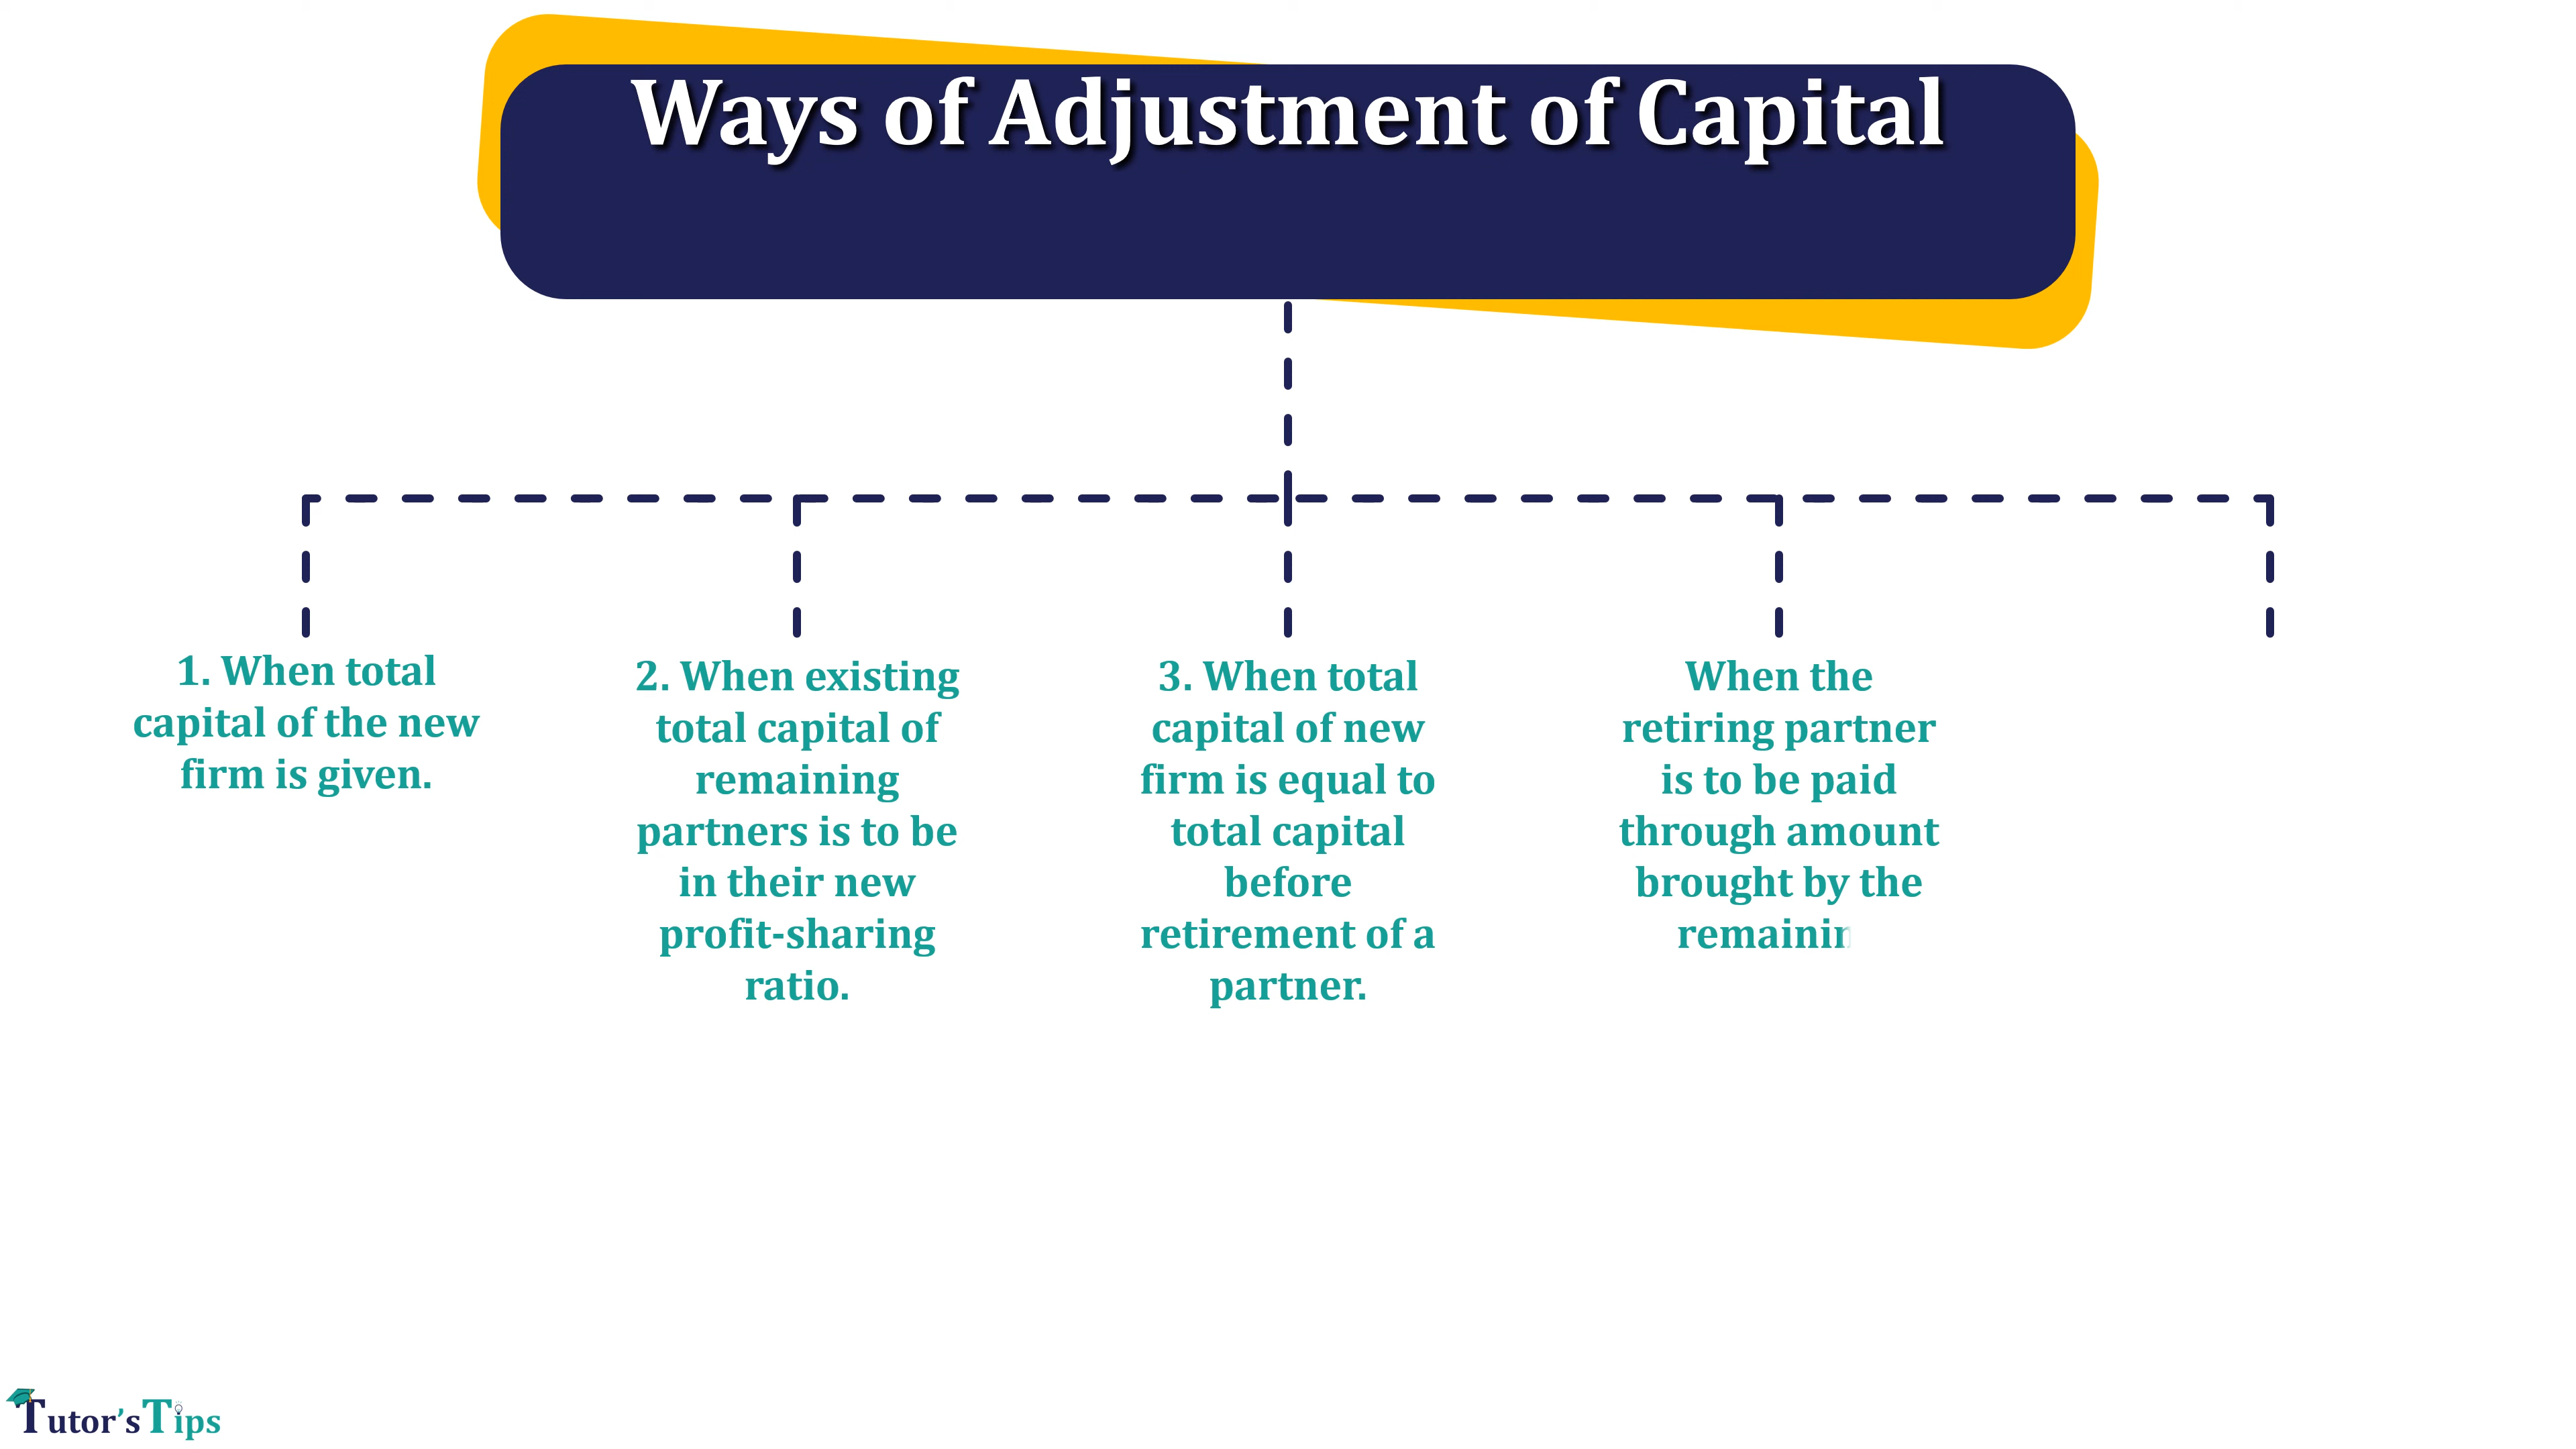 Ways of Adjustment of Capital
1. When total
capital of the new
firm is given.
2. When existing
total capital of
remaining
partners is to be
in their new
profit-sharing
ratio.
3. When total
capital of new
firm is equal to
total capital
before
retirement of a
partner.
When the
retiring partner
is to be paid
through amount
brought by the
remainin
Tutor'sTips